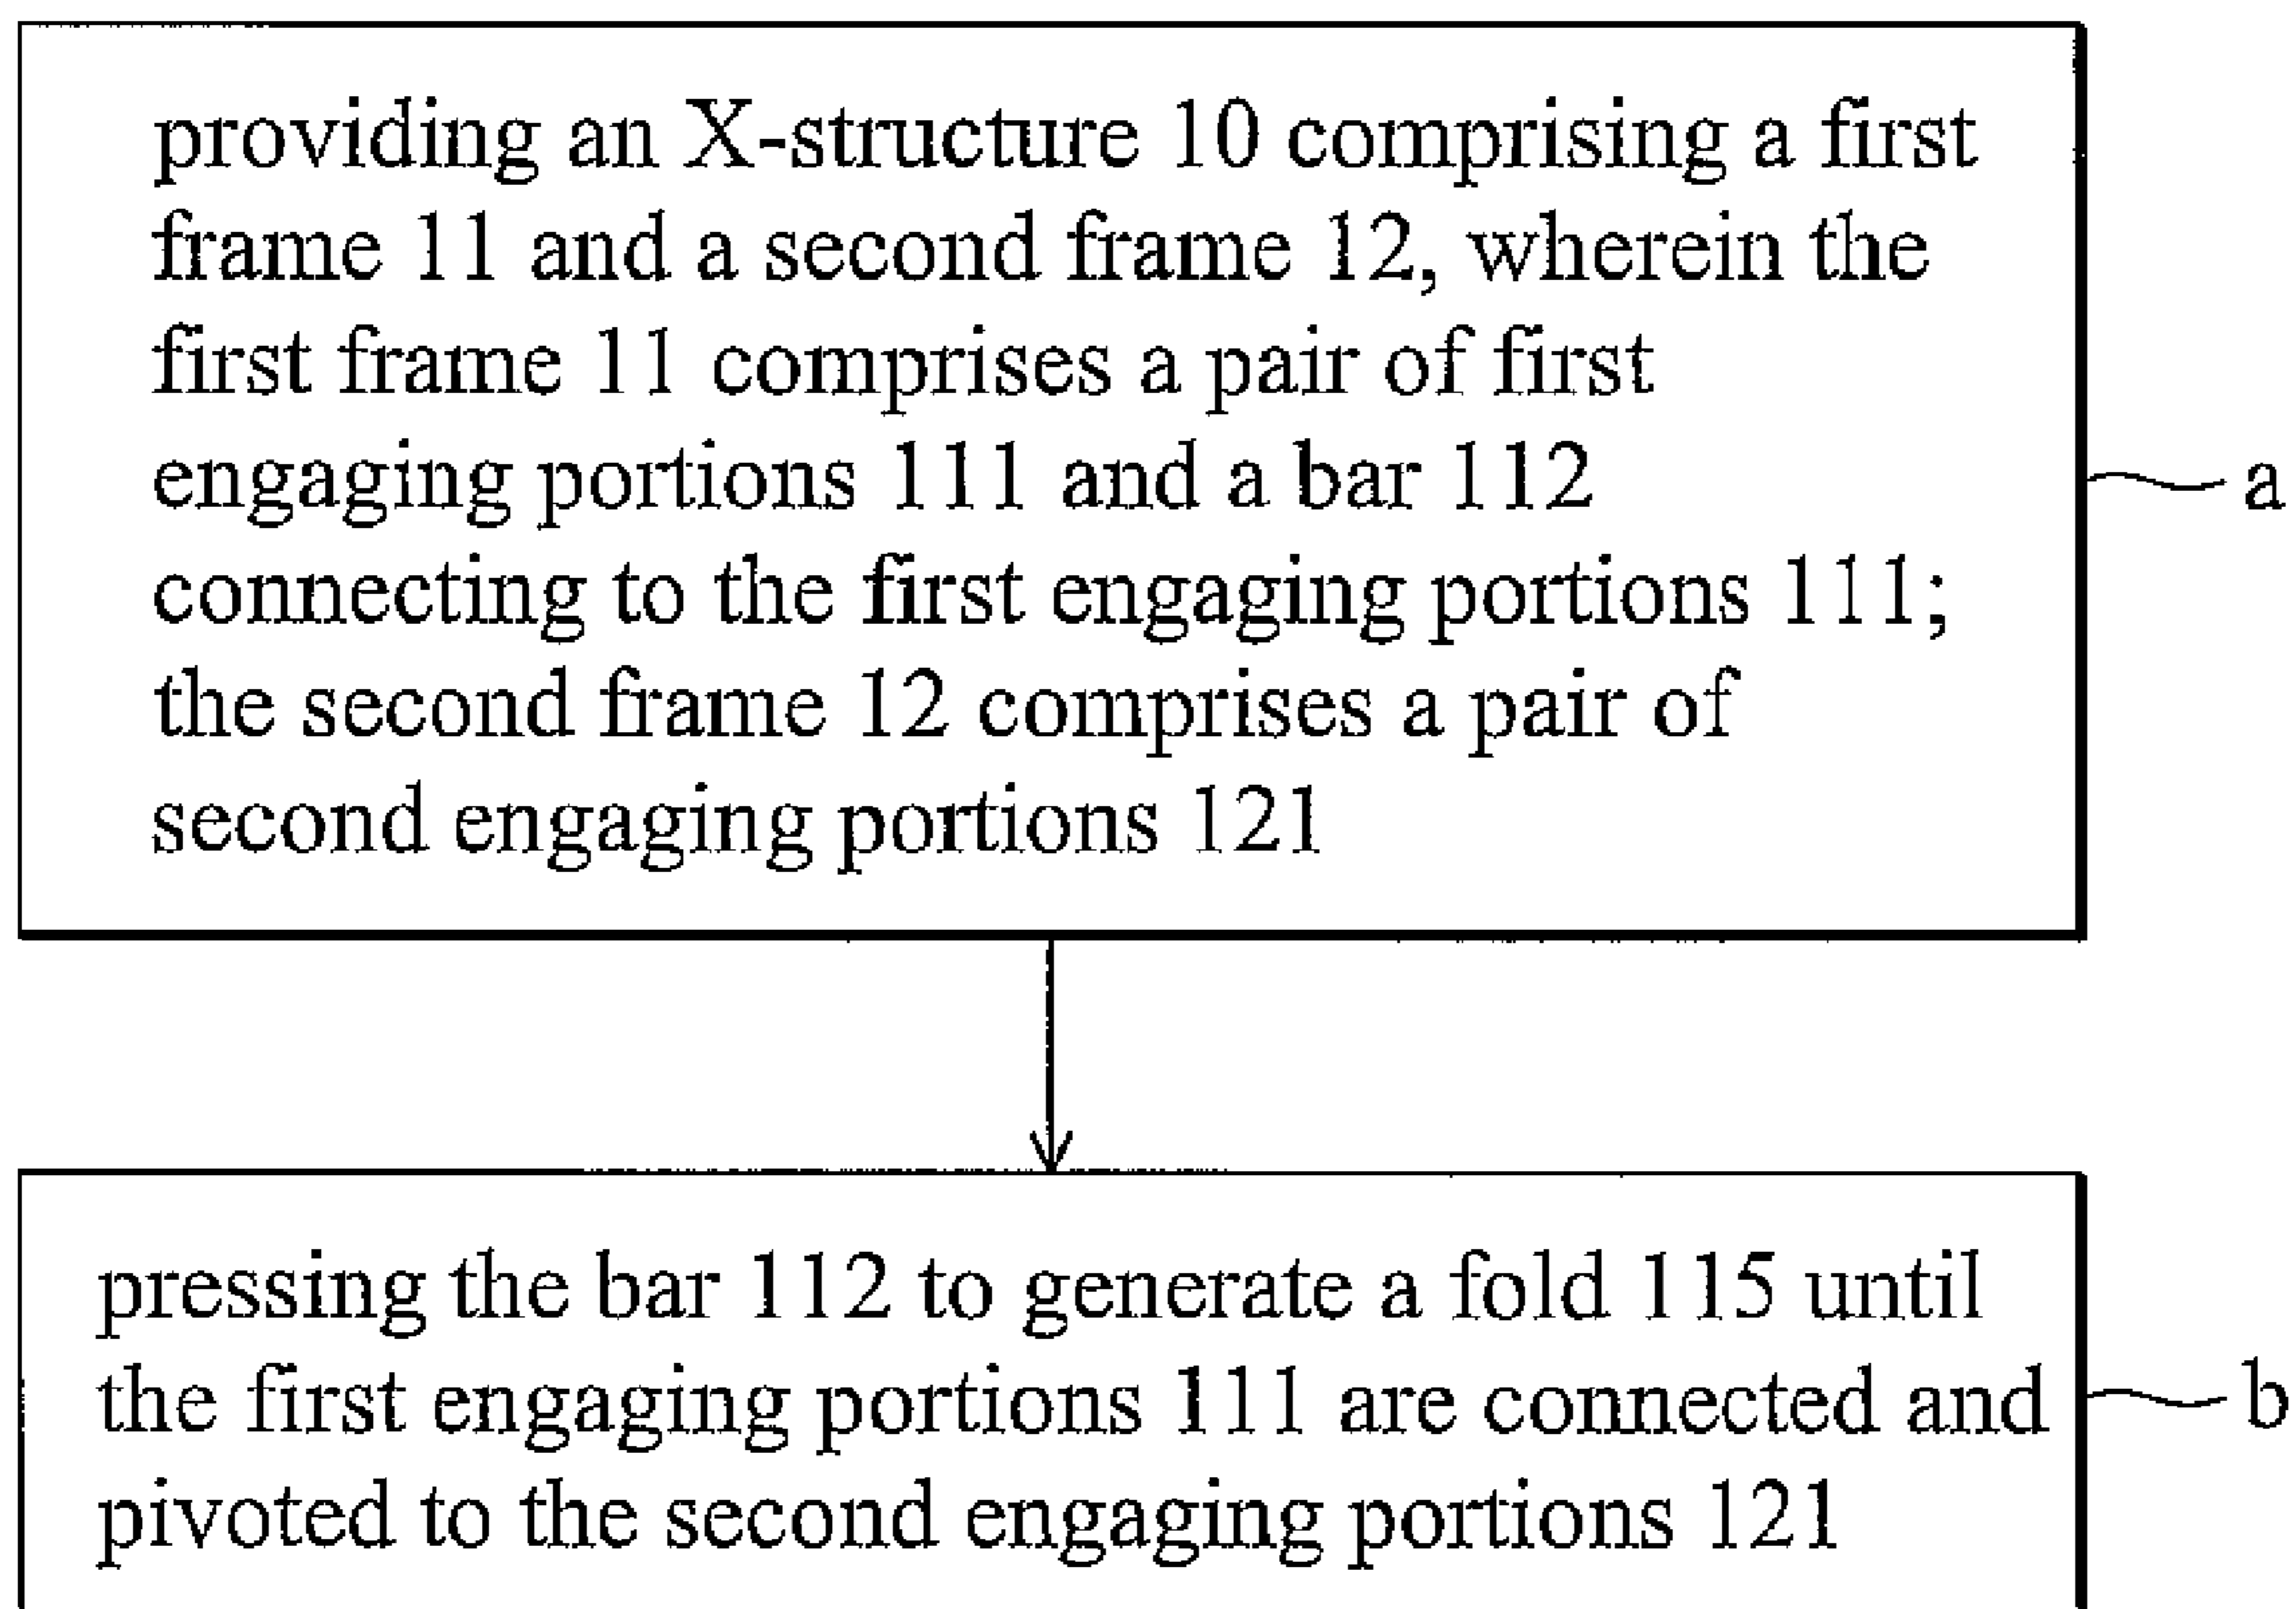 providing an X-structure 10 comprising a first
frame 11 and a second frame 12, wherein the
first frame 11 comprises a pair of first
engaging portions 111 and a bar 112
connecting to the first engaging portions 111;
the second frame 12 comprises a pair of
second engaging portions 121
a
pressing the bar 112 to generate a fold 115 until
the first engaging portions 111 are connected and
pivoted to the second engaging portions 121
b